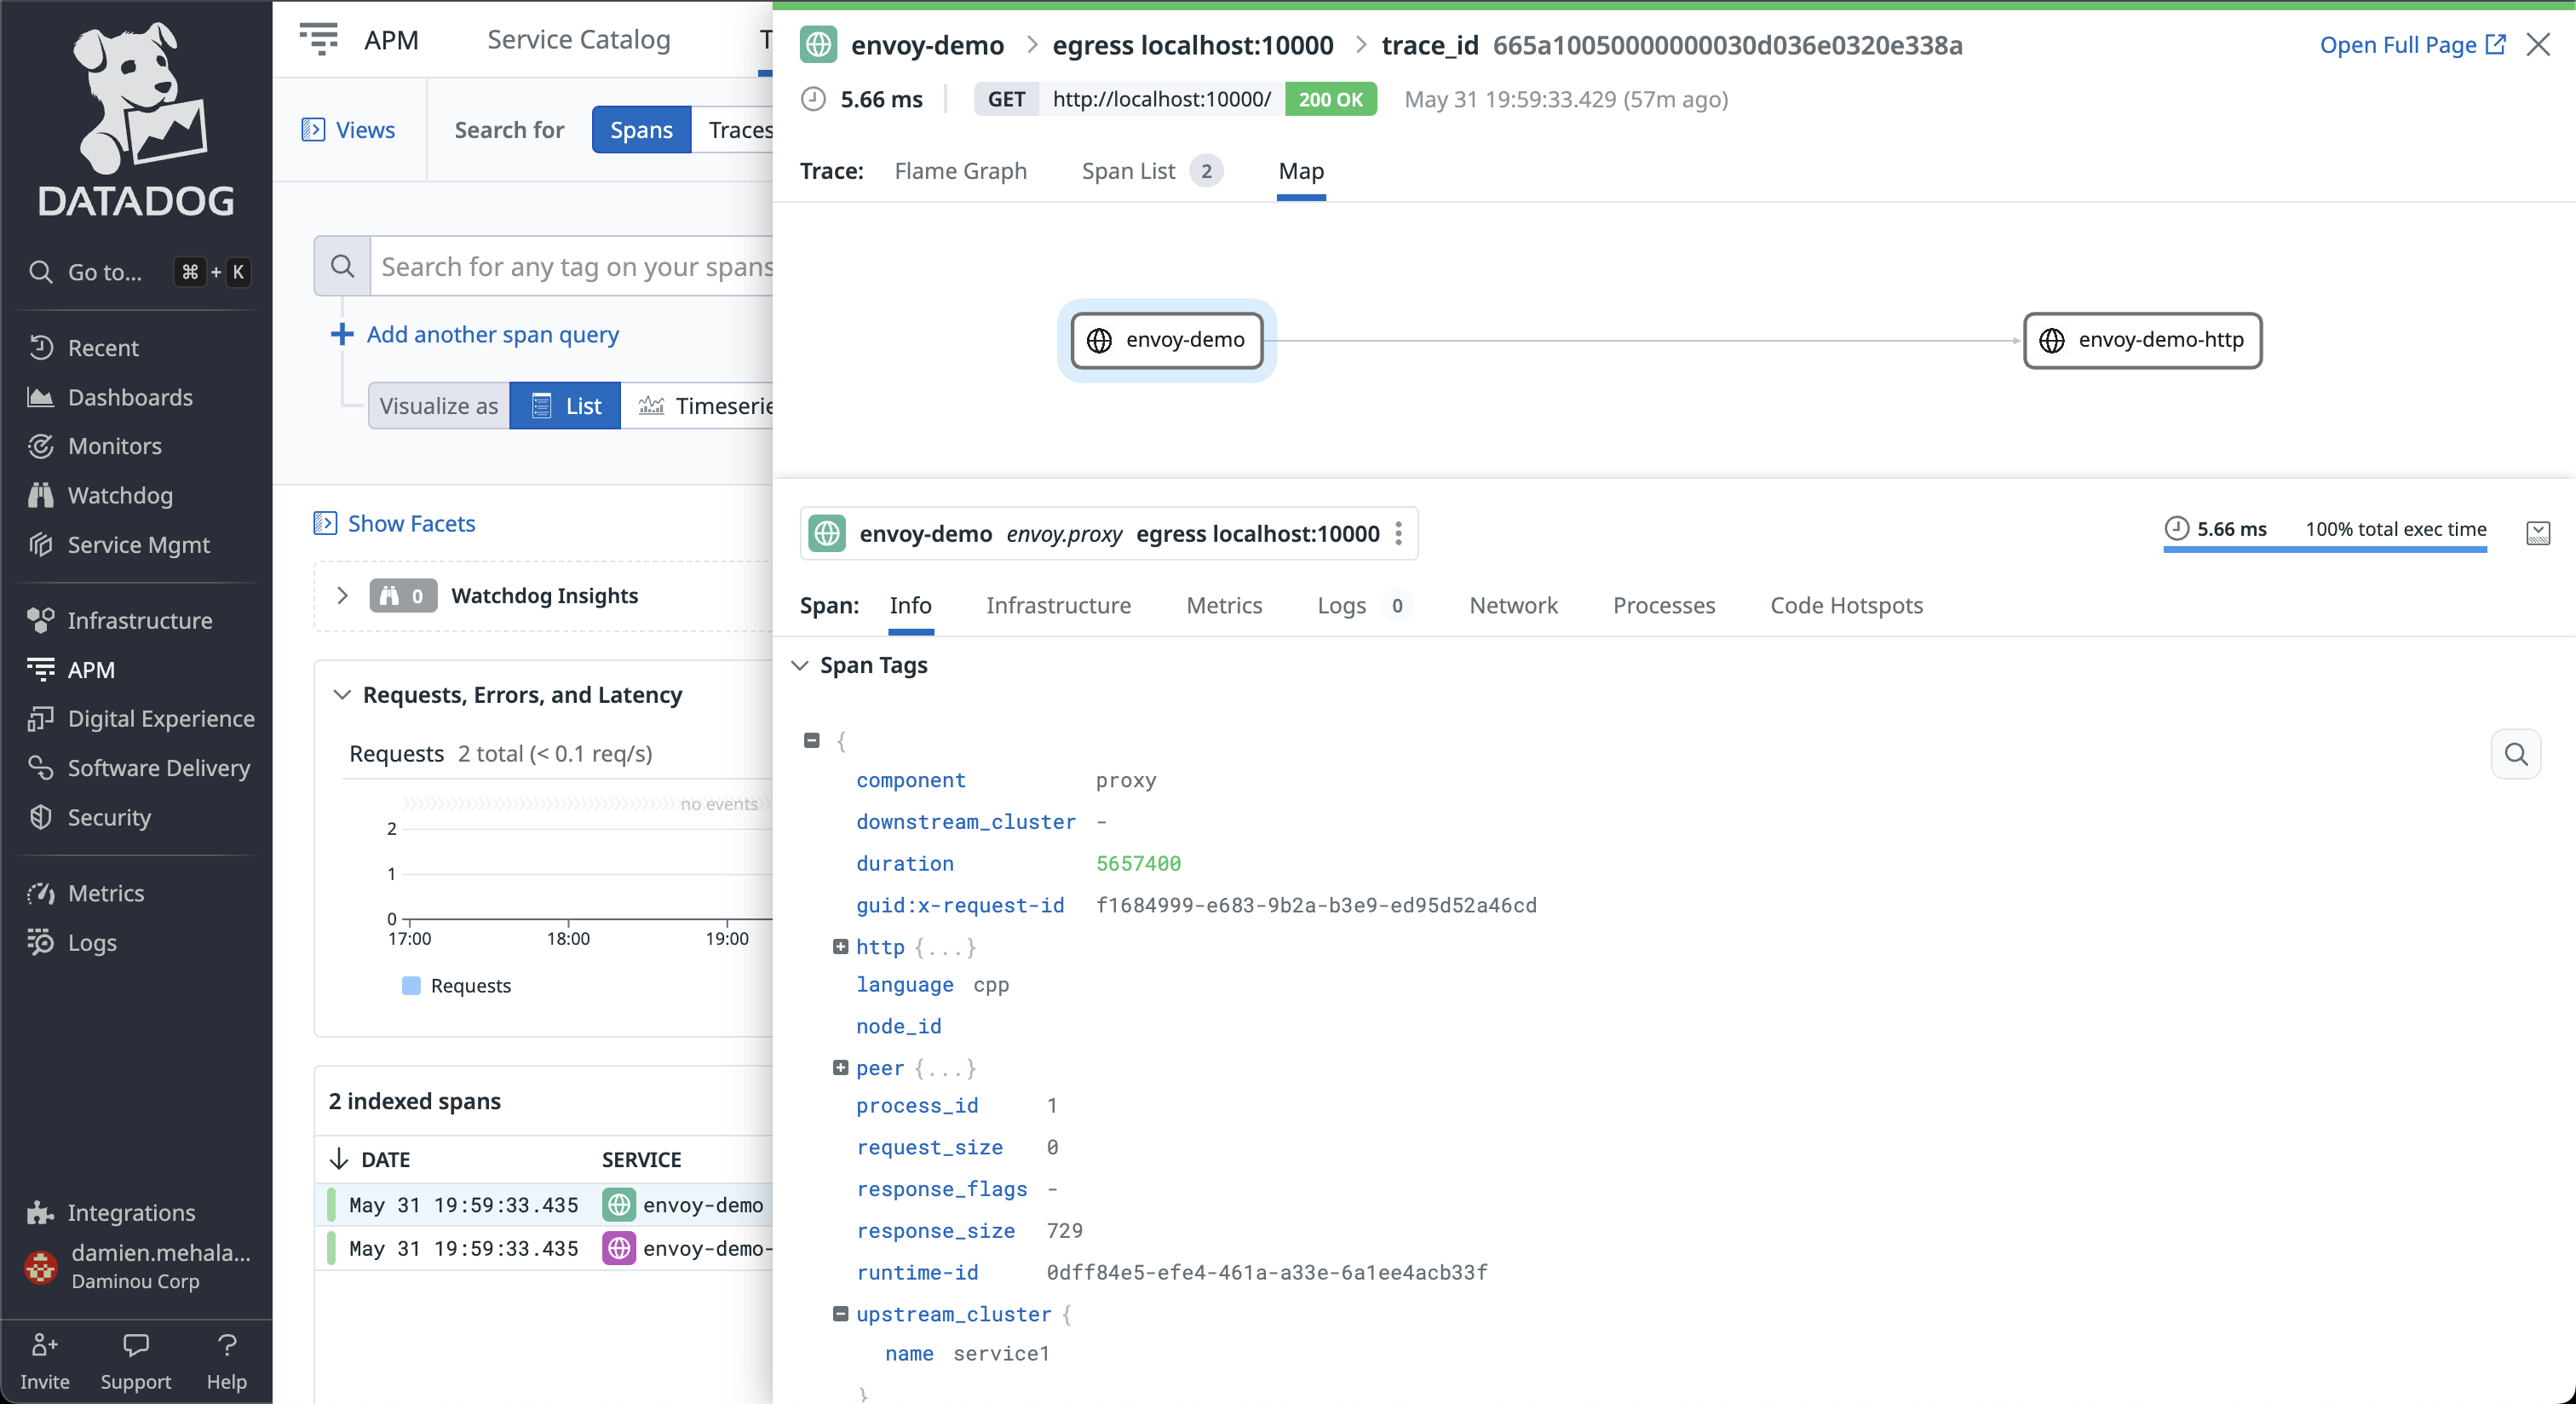 DATADOG
Go to...
⌘ + K
Recent
Dashboards
Monitors
Watchdog
Service Mgmt
Infrastructure
APM
Digital Experience
Software Delivery
Security
Metrics
Logs
Integrations
damien.mehala...
Daminou Corp
Invite
Support
Help
APM
Service Catalog
T
Views
Search for
Spans
Traces
Search for any tag on your spans
Add another span query
Visualize as
List
Timeserie
Show Facets
0
Watchdog Insights
Requests, Errors, and Latency
Requests 2 total (< 0.1 req/s)
no events
2
1
0
17:00
18:00
19:00
Requests
2 indexed spans
DATE
SERVICE
May 31 19:59:33.435 envoy-demo
May 31 19:59:33.435 envoy-demo-
envoy-demo > egress localhost:10000 > trace_id 665a10050000000030d036e0320e338a
Open Full Page
5.66 ms
GET http://localhost:10000/ 200 OK
May 31 19:59:33.429 (57m ago)
Trace:
Flame Graph
Span List 2
Map
envoy-demo
envoy-demo-http
envoy-demo envoy.proxy egress localhost:10000
5.66 ms
100% total exec time
Span:
Info
Infrastructure
Metrics
Logs 0
Network
Processes
Code Hotspots
Span Tags
{
component proxy
downstream_cluster -
duration 5657400
guid:x-request-id f1684999-e683-9b2a-b3e9-ed95d52a46cd
http {...}
language cpp
node_id
peer {...}
process_id 1
request_size 0
response_flags -
response_size 729
runtime-id 0dff84e5-efe4-461a-a33e-6a1ee4acb33f
upstream_cluster {
name service1
}